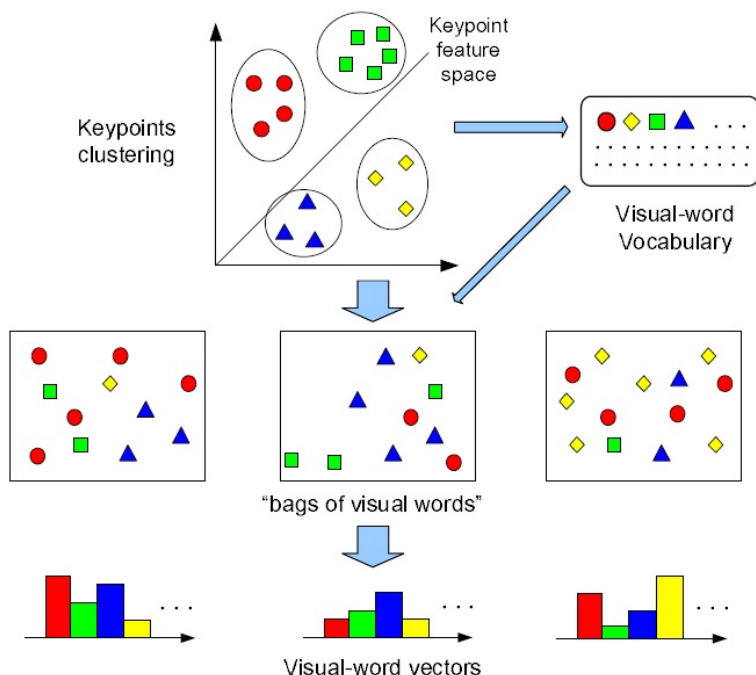 Keypoint
feature
space
Keypoints
clustering
Visual-word
Vocabulary
“bags of visual words”
Visual-word vectors